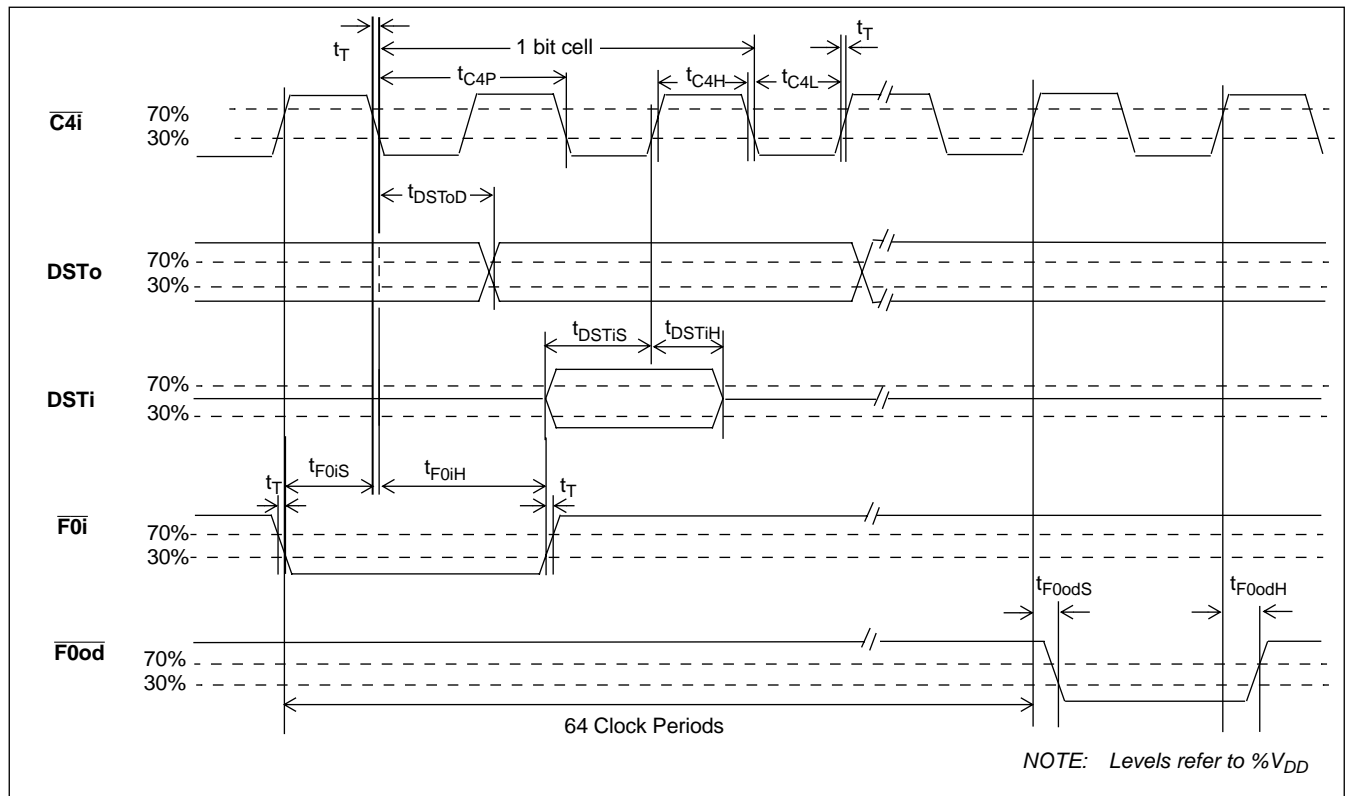 tT
1 bit cell
tT
tC4P
tC4H
tC4L
C4i
70%
30%
tDSToD
DSTo
70%
30%
tDSTiS
tDSTiH
DSTi
70%
30%
tF0iS
tF0iH
tT
tT
F0i
70%
30%
tF0odS
tF0odH
F0od
70%
30%
64 Clock Periods
NOTE: Levels refer to %VDD